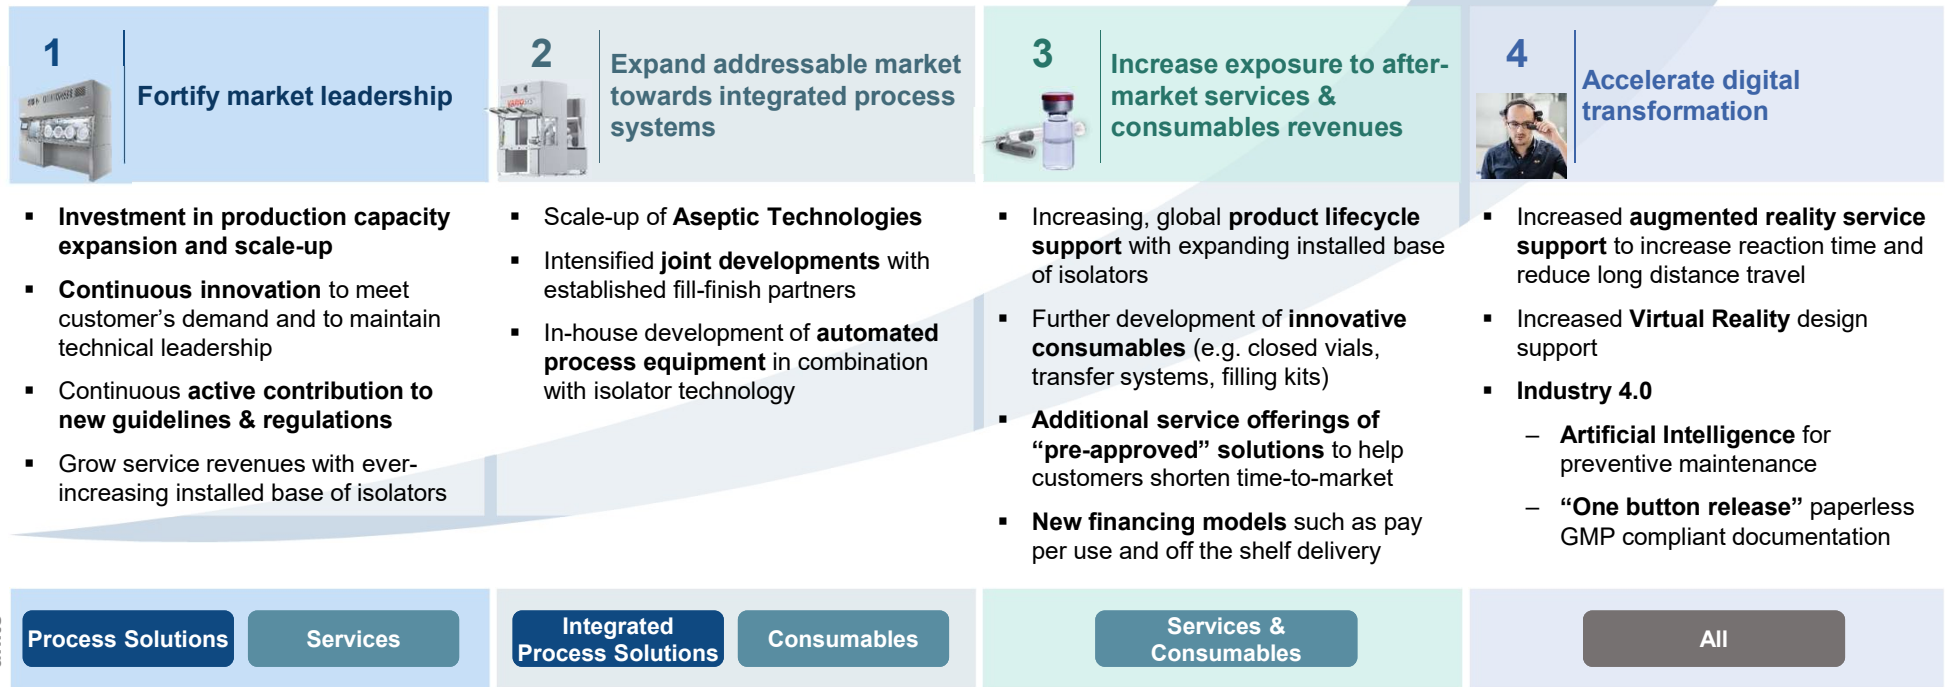 1
Fortify market leadership
▪ Investment in production capacity
expansion and scale-up
▪ Continuous innovation to meet
customer's demand and to maintain
technical leadership
▪ Continuous active contribution to
new guidelines & regulations
▪ Grow service revenues with ever-
increasing installed base of isolators
Process Solutions
Services
2
Expand addressable market
towards integrated process
systems
▪ Scale-up of Aseptic Technologies
▪ Intensified joint developments with
established fill-finish partners
▪ In-house development of automated
process equipment in combination
with isolator technology
Integrated
Process Solutions
Consumables
3
Increase exposure to after-
market services &
consumables revenues
▪ Increasing, global product lifecycle
support with expanding installed base
of isolators
▪ Further development of innovative
consumables (e.g. closed vials,
transfer systems, filling kits)
▪ Additional service offerings of
“pre-approved” solutions to help
customers shorten time-to-market
▪ New financing models such as pay
per use and off the shelf delivery
Services &
Consumables
4
Accelerate digital
transformation
▪ Increased augmented reality service
support to increase reaction time and
reduce long distance travel
▪ Increased Virtual Reality design
support
▪ Industry 4.0
– Artificial Intelligence for
preventive maintenance
– “One button release” paperless
GMP compliant documentation
All